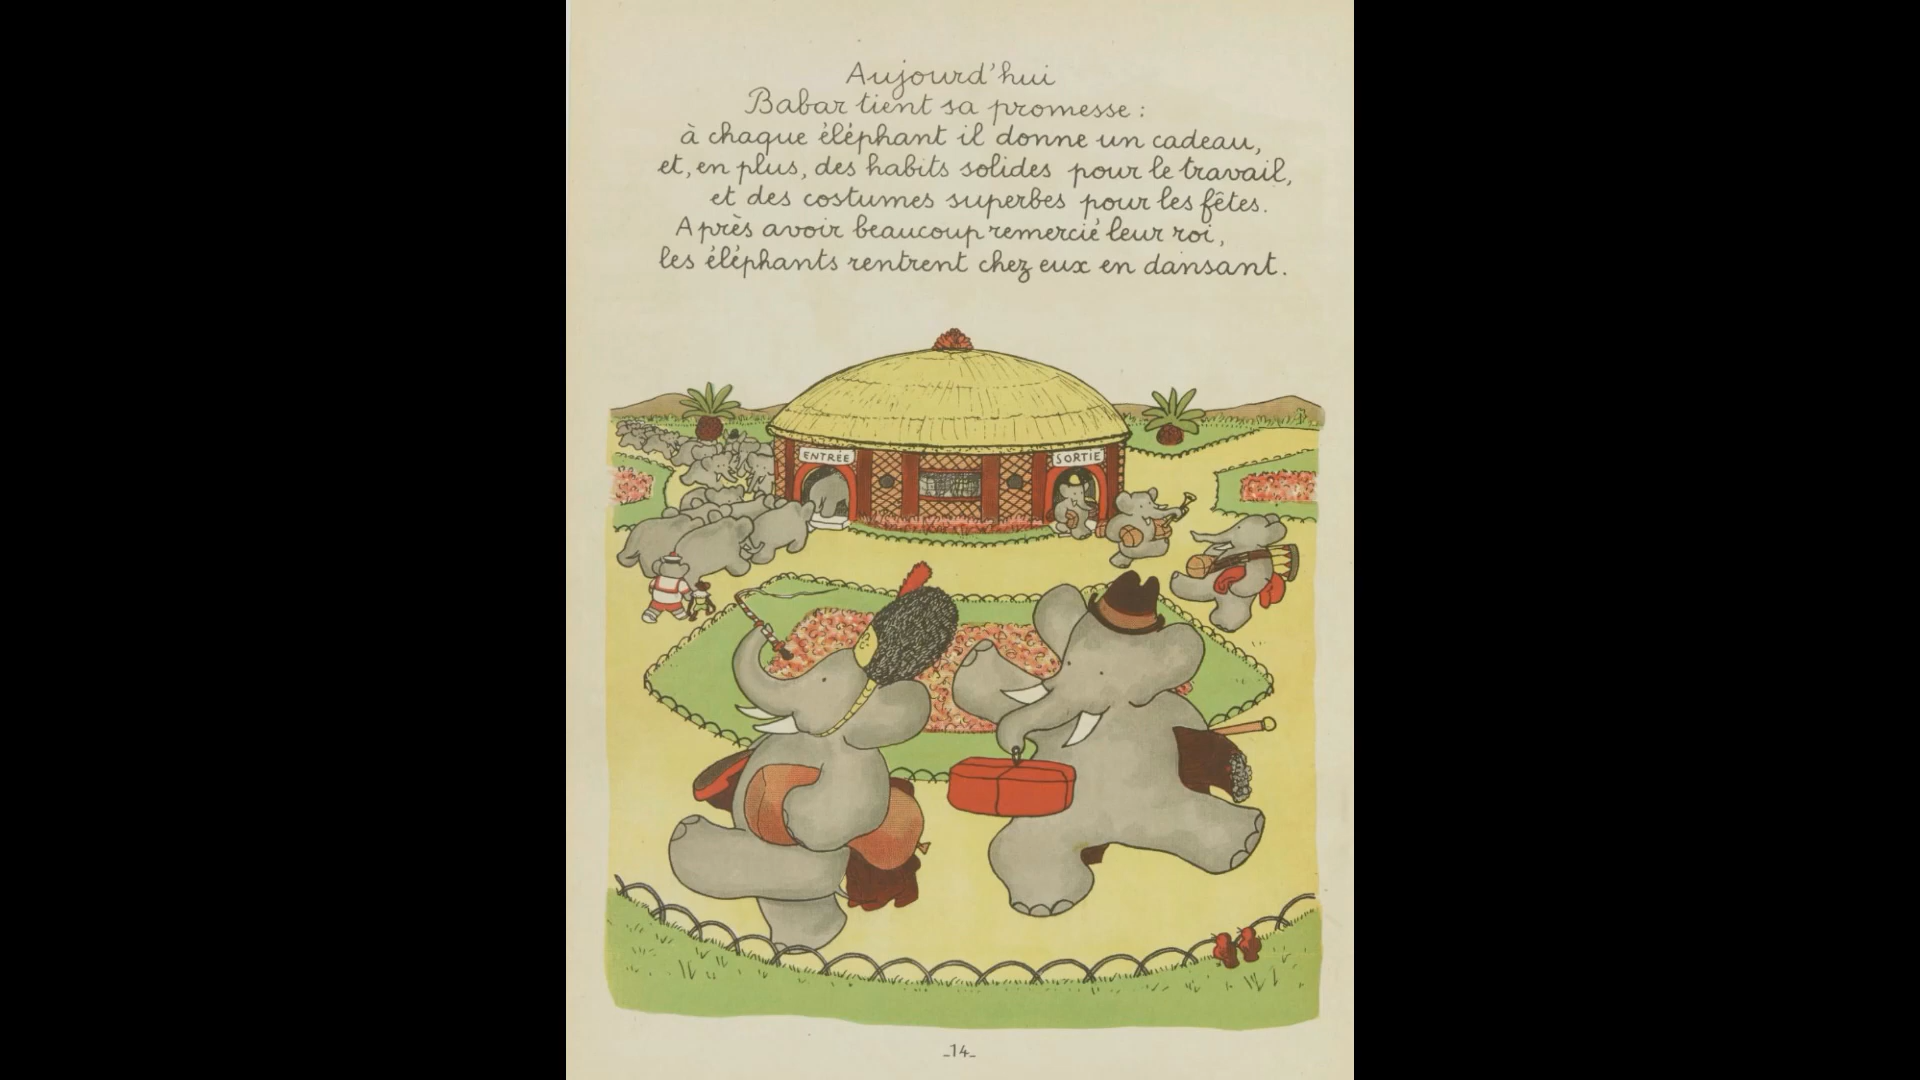 Aujourd'hui
Babar tient sa promesse :
à chaque éléphant il donne un cadeau,
et, en plus, des habits solides pour le travail,
et des costumes superbes pour les fêtes.
Après avoir beaucoup remercié leur roi,
les éléphants rentrent chez eux en dansant.
ENTRÉE
SORTIE
_14_